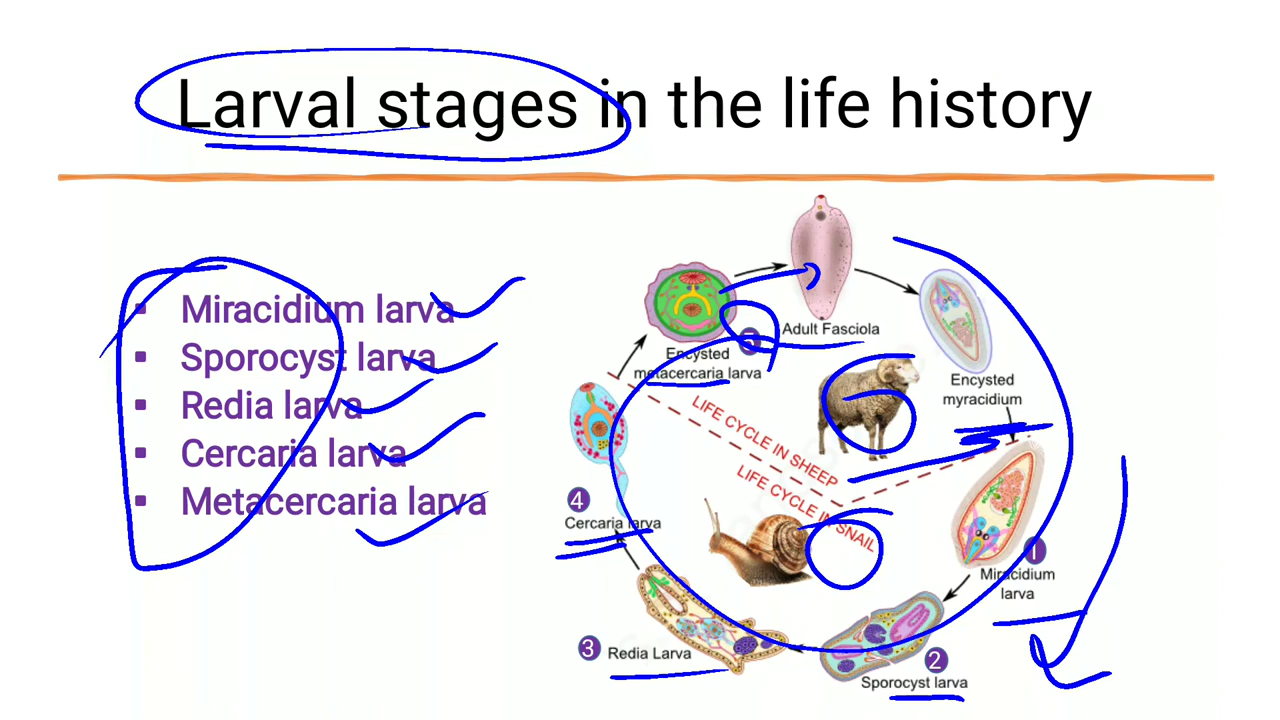 Larval stages in the life history
Miracidium larva
Sporocyst larva
Redia larva
Cercaria larva
Metacercaria larva
Adult Fasciola
Encysted
metacercaria larva
Encysted
myracidium
LIFE CYCLE IN SHEEP
LIFE CYCLE IN SNAIL
4
Cercaria larva
1
Miracidium
larva
3 Redia Larva
2
Sporocyst larva